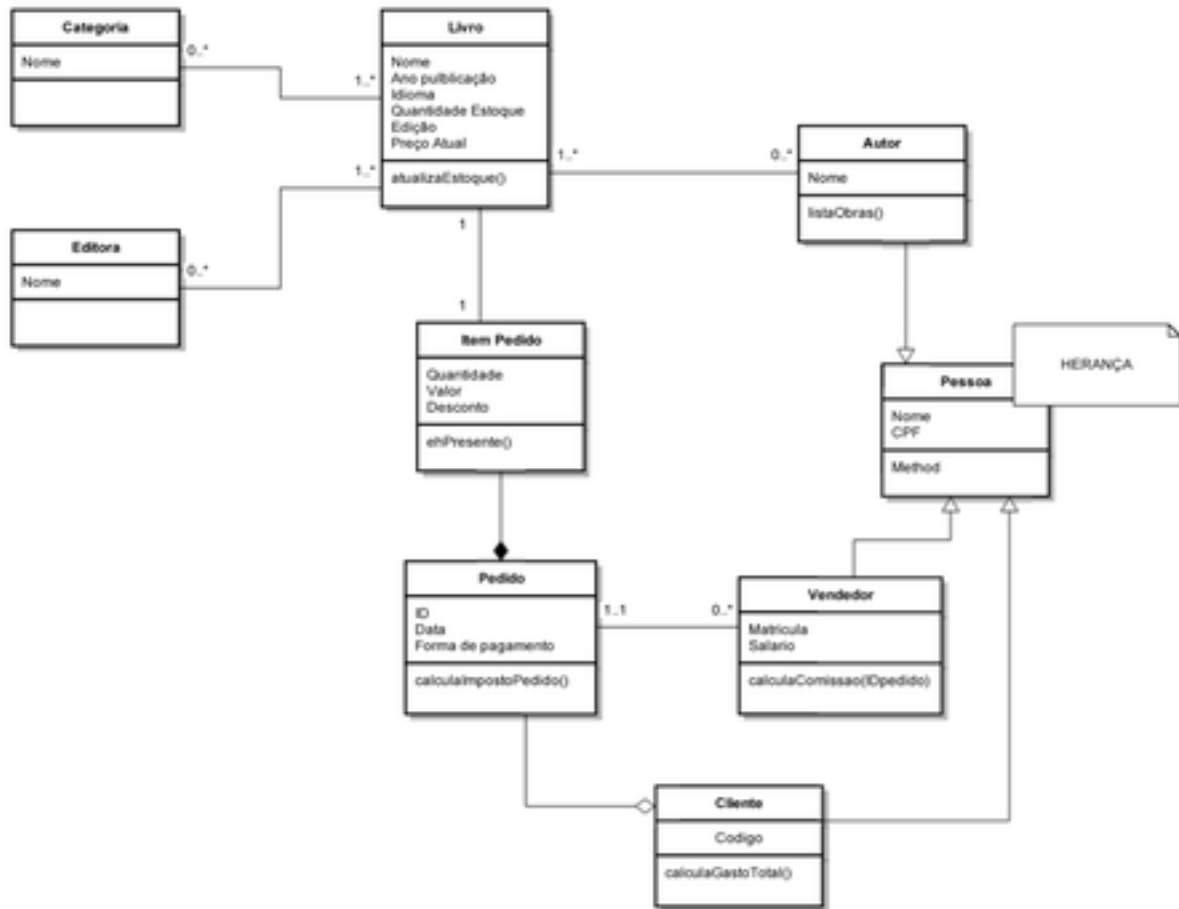 Categoria
Nome
0..*
1..*
Livro
Nome
Ano pulblicação
Idioma
Quantidade Estoque
Edição
Preço Atual
atualizaEstoque()
1..*
1..*
0..*
Autor
Nome
listaObras()
Editora
Nome
0..*
1
1
Item Pedido
Quantidade
Valor
Desconto
ehPresente()
HERANÇA
Pessoa
Nome
CPF
Method
Pedido
ID
Data
Forma de pagamento
calculaImpostoPedido()
1..1
0..*
Vendedor
Matricula
Salario
calculaComissao(IDpedido)
Cliente
Codigo
calculaGastoTotal()